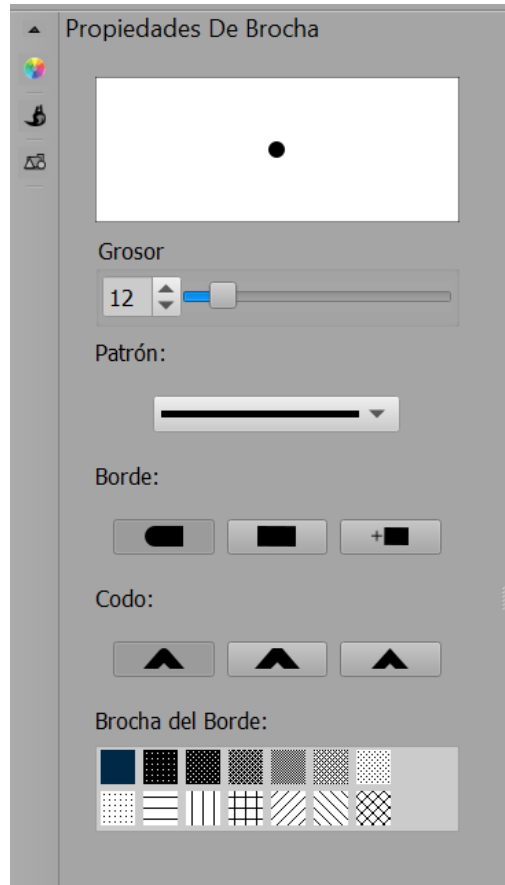 Propiedades De Brocha
Grosor
12
Patrón:
Borde:
Codo:
Brocha del Borde: